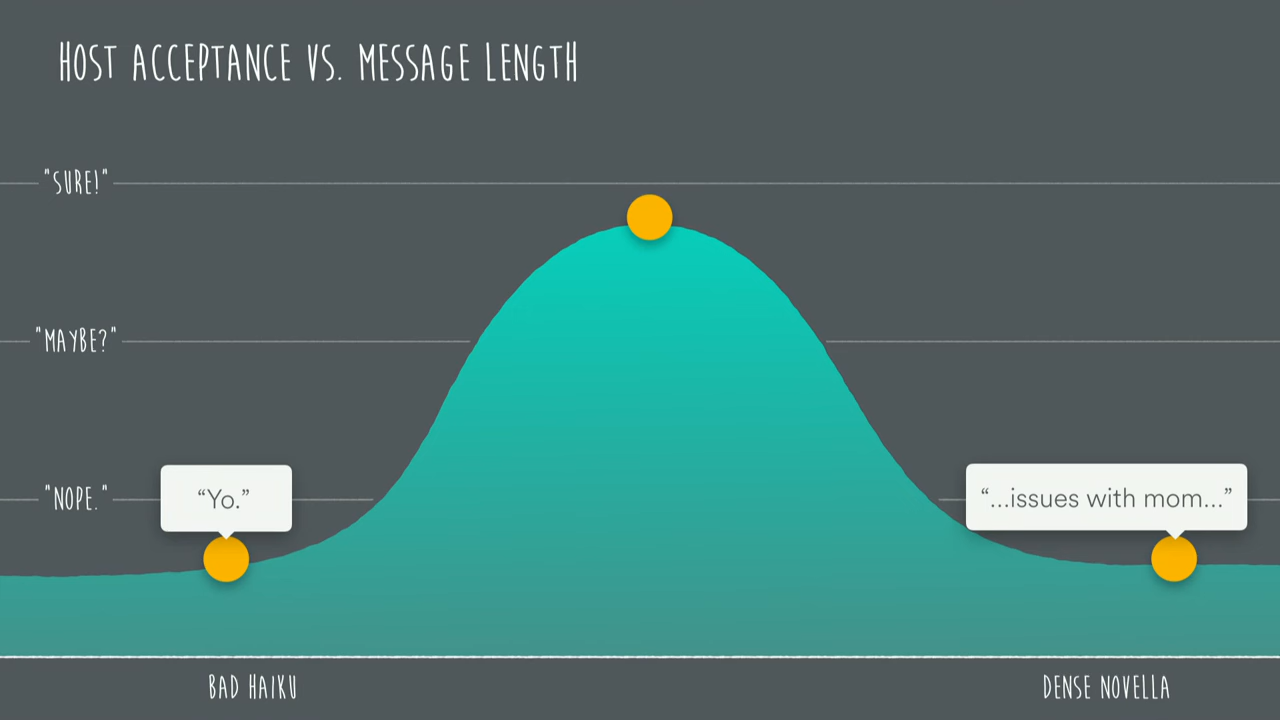 HOST ACCEPTANCE VS. MESSAGE LENGTH
"SURE!"
"MAYBE?"
"NOPE."
“Yo.”
“...issues with mom...”
BAD HAIKU
DENSE NOVELLA